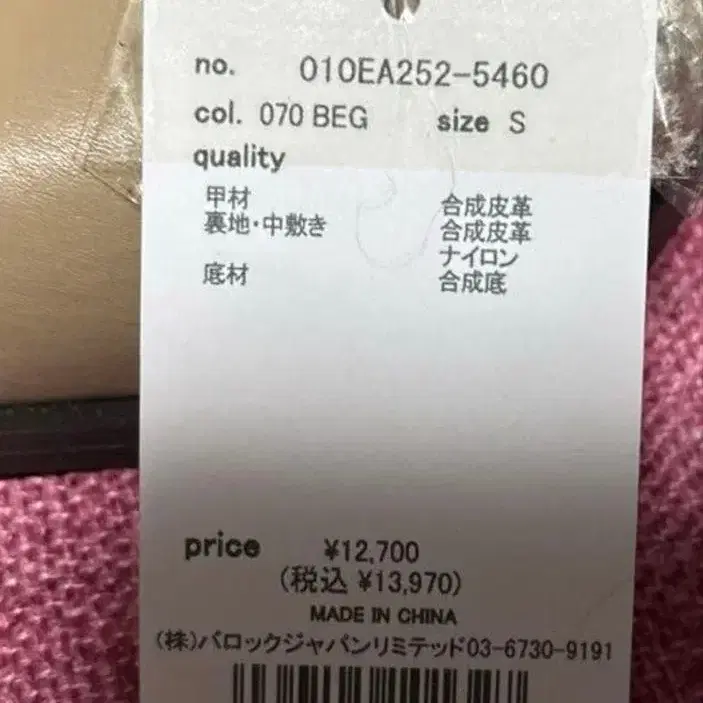 no. 010EA252-5460
col. 070 BEG size S
quality
甲材 合成皮革
裏地・中敷き 合成皮革
ナイロン
底材 合成底
price ¥12,700
(税込 ¥13,970)
MADE IN CHINA
(株)バロックジャパンリミテッド03-6730-9191